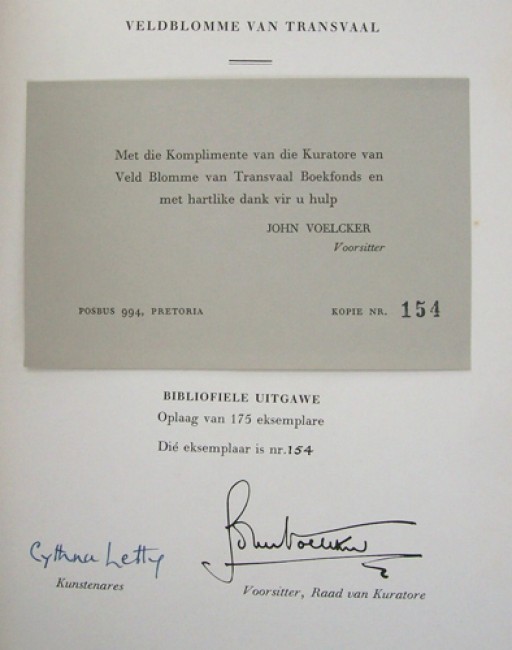 VELDBLOMME VAN TRANSVAAL
Met die Komplimente van die Kuratore van
Veld Blomme van Transvaal Boekfonds en
met hartlike dank vir u hulp
JOHN VOELCKER
Voorsitter
POSBUS 994, PRETORIA KOPIE NR. 154
BIBLIOFIELE UITGAWE
Oplaag van 175 eksemplare
Dié eksemplaar is nr. 154
Cythna Letty John Voelcker
Kunstenares Voorsitter, Raad van Kuratore